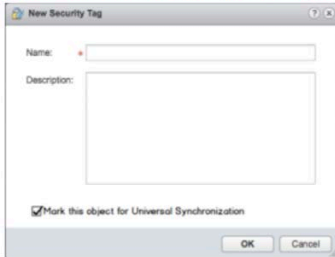 New Security Tag
Name: *
Description:
Mark this object for Universal Synchronization
OK Cancel